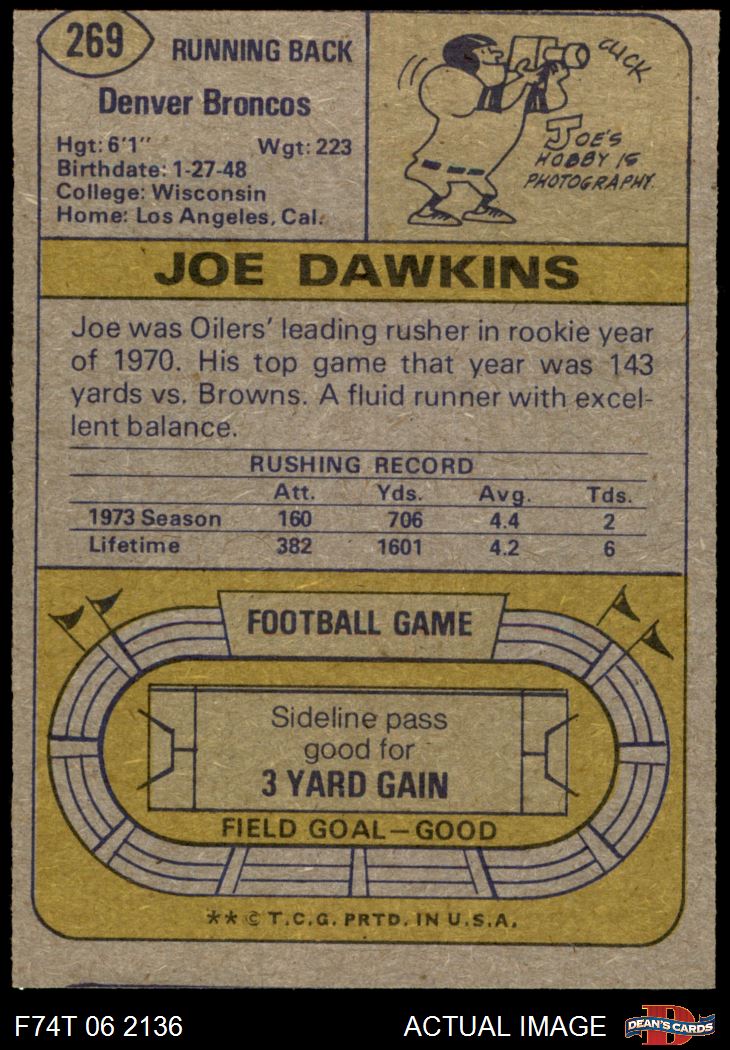 269
RUNNING BACK
Denver Broncos
Hgt: 6'1" Wgt: 223
Birthdate: 1-27-48
College: Wisconsin
Home: Los Angeles, Cal.
CLICK
JOE'S
HOBBY IS
PHOTOGRAPHY.
JOE DAWKINS
Joe was Oilers' leading rusher in rookie year
of 1970. His top game that year was 143
yards vs. Browns. A fluid runner with excel-
lent balance.
RUSHING RECORD
Att. Yds. Avg. Tds.
1973 Season 160 706 4.4 2
Lifetime 382 1601 4.2 6
FOOTBALL GAME
Sideline pass
good for
3 YARD GAIN
FIELD GOAL—GOOD
** © T.C.G. PRTD. IN U.S.A.
F74T 06 2136 ACTUAL IMAGE D DEAN'S CARDS